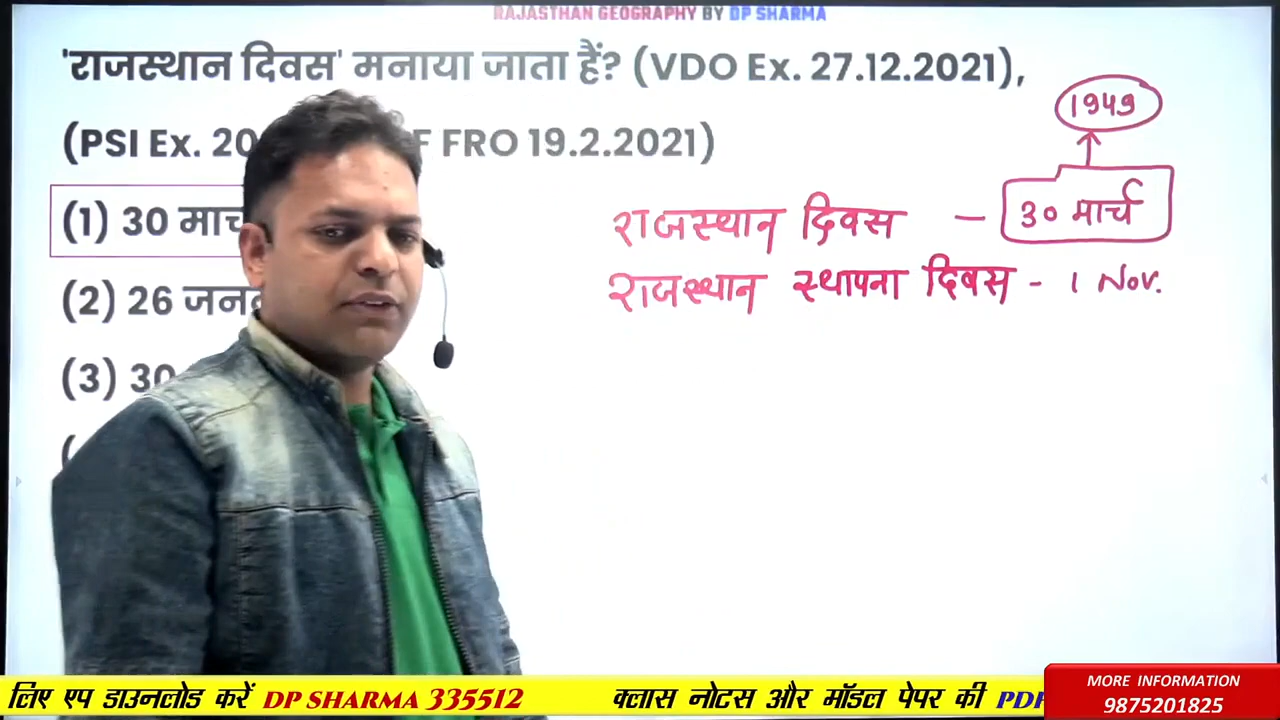 RAJASTHAN GEOGRAPHY BY DP SHARMA
'राजस्थान दिवस' मनाया जाता हैं? (VDO Ex. 27.12.2021),
(PSI Ex. FRO 19.2.2021)
(1) 30
(2) 26
(3) 30
1949
राजस्थान दिवस - 30 मार्च
राजस्थान स्थापना दिवस - 1 Nov.
लिए एप डाउनलोड करें DP SHARMA 335512 क्लास नोटस और मॉडल पेपर की PDF
MORE INFORMATION
9875201825